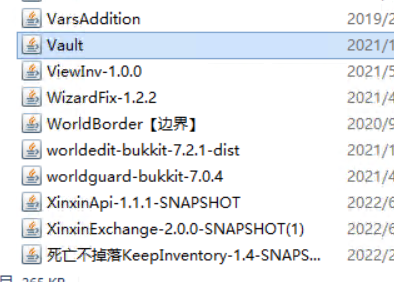 VarsAddition 2019/2
Vault 2021/1
ViewInv-1.0.0 2021/5
WizardFix-1.2.2 2021/4
WorldBorder【边界】 2020/9
worldedit-bukkit-7.2.1-dist 2021/1
worldguard-bukkit-7.0.4 2021/4
XinxinApi-1.1.1-SNAPSHOT 2022/6
XinxinExchange-2.0.0-SNAPSHOT(1) 2022/6
死亡不掉落KeepInventory-1.4-SNAPS... 2022/2